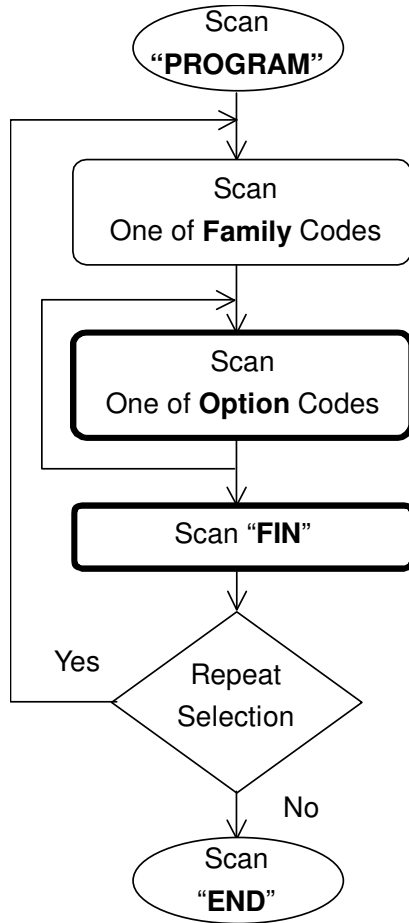 Scan
“PROGRAM”
Scan
One of Family Codes
Scan
One of Option Codes
Scan “FIN”
Yes
Repeat
Selection
No
Scan
“END”